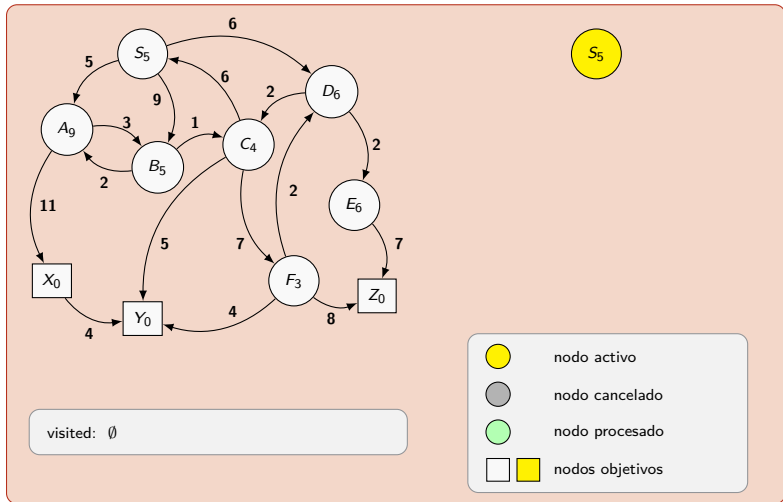 6
S5
S5
5
6
9
2
D6
A9
3
1
C4
2
B5
2
E6
2
11
5
7
7
X0
F3
Z0
4
Y0
4
8
nodo activo
nodo cancelado
visited: ∅
nodo procesado
nodos objetivos